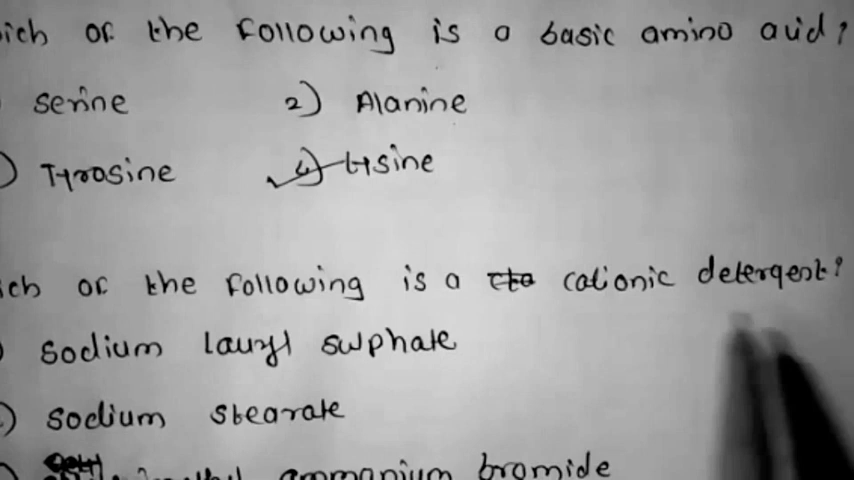 ich of the following is a basic amino acid?
serine 2) Alanine
) Tyrosine 4) Lysine
ich of the following is a cationic detergent?
) sodium lauryl sulphate
) sodium stearate
) ammonium bromide